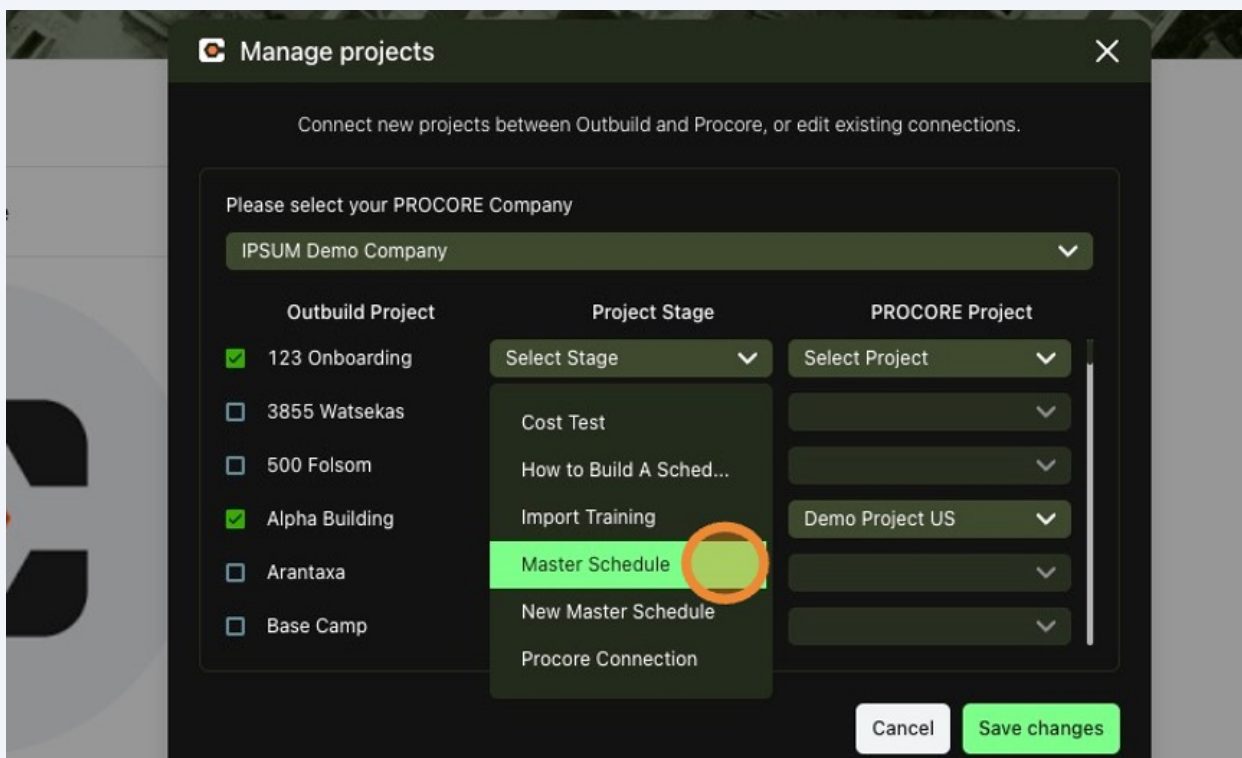 Manage projects
Connect new projects between Outbuild and Procore, or edit existing connections.
Please select your PROCORE Company
IPSUM Demo Company
Outbuild Project Project Stage PROCORE Project
123 Onboarding Select Stage Select Project
3855 Watsekas Cost Test
500 Folsom How to Build A Sched...
Alpha Building Import Training Demo Project US
Arantaxa Master Schedule
Base Camp New Master Schedule
Procore Connection
Cancel Save changes